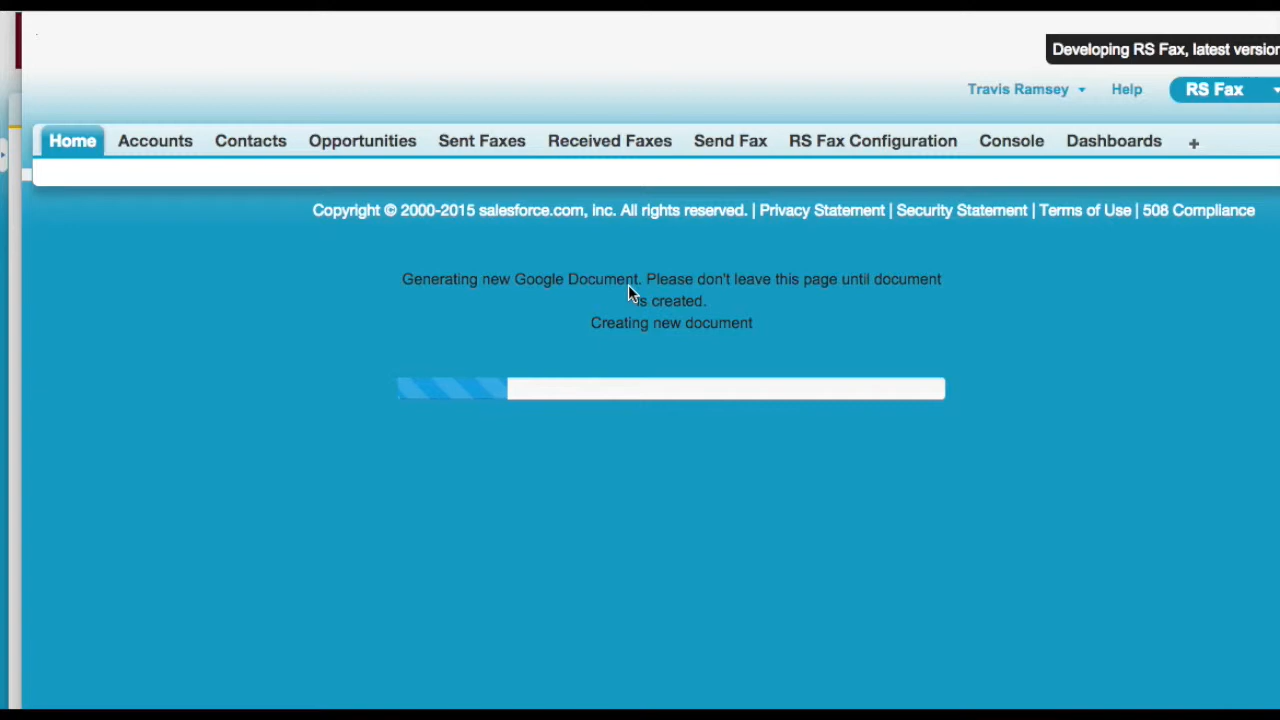 Developing RS Fax, latest version
Travis Ramsey Help RS Fax
Home Accounts Contacts Opportunities Sent Faxes Received Faxes Send Fax RS Fax Configuration Console Dashboards +
Copyright © 2000-2015 salesforce.com, inc. All rights reserved. | Privacy Statement | Security Statement | Terms of Use | 508 Compliance
Generating new Google Document. Please don't leave this page until document
is created.
Creating new document